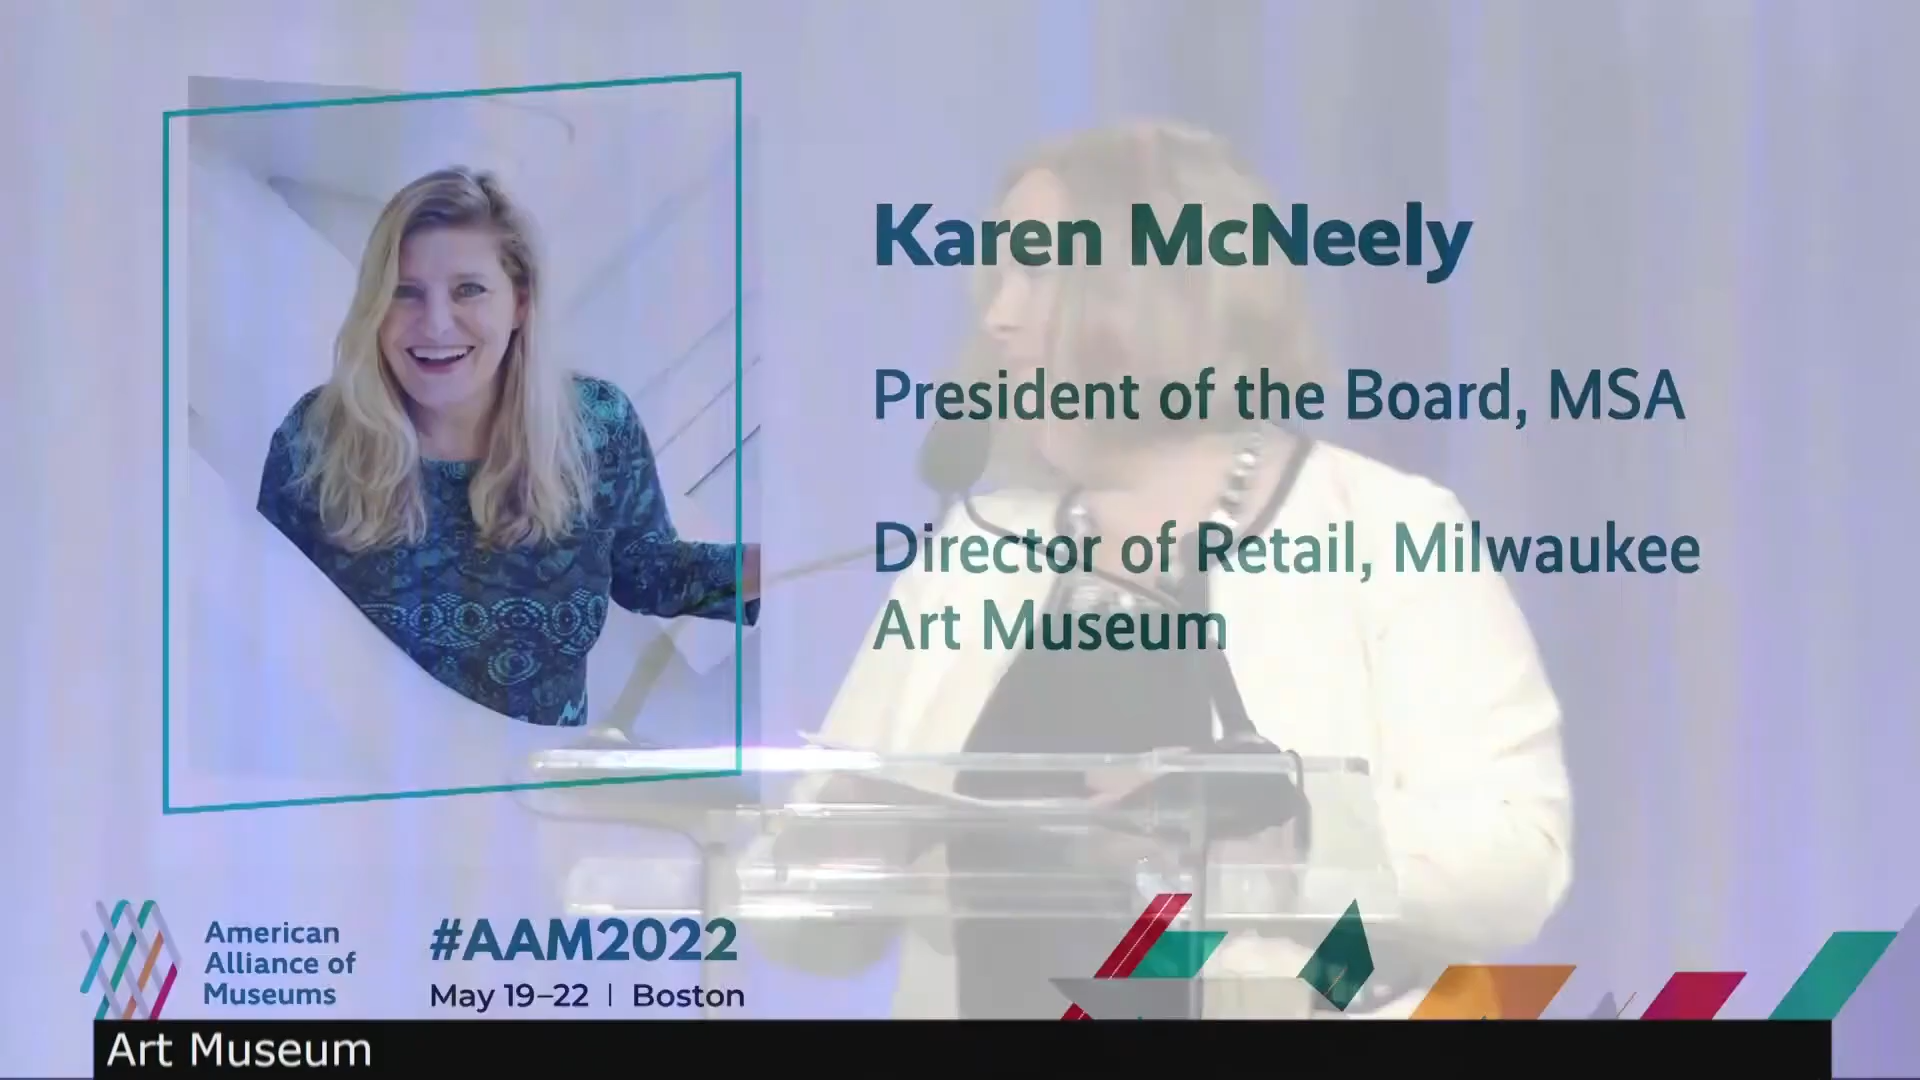 Karen McNeely
President of the Board, MSA
Director of Retail, Milwaukee
Art Museum
American
Alliance of
Museums
#AAM2022
May 19–22 | Boston
Art Museum